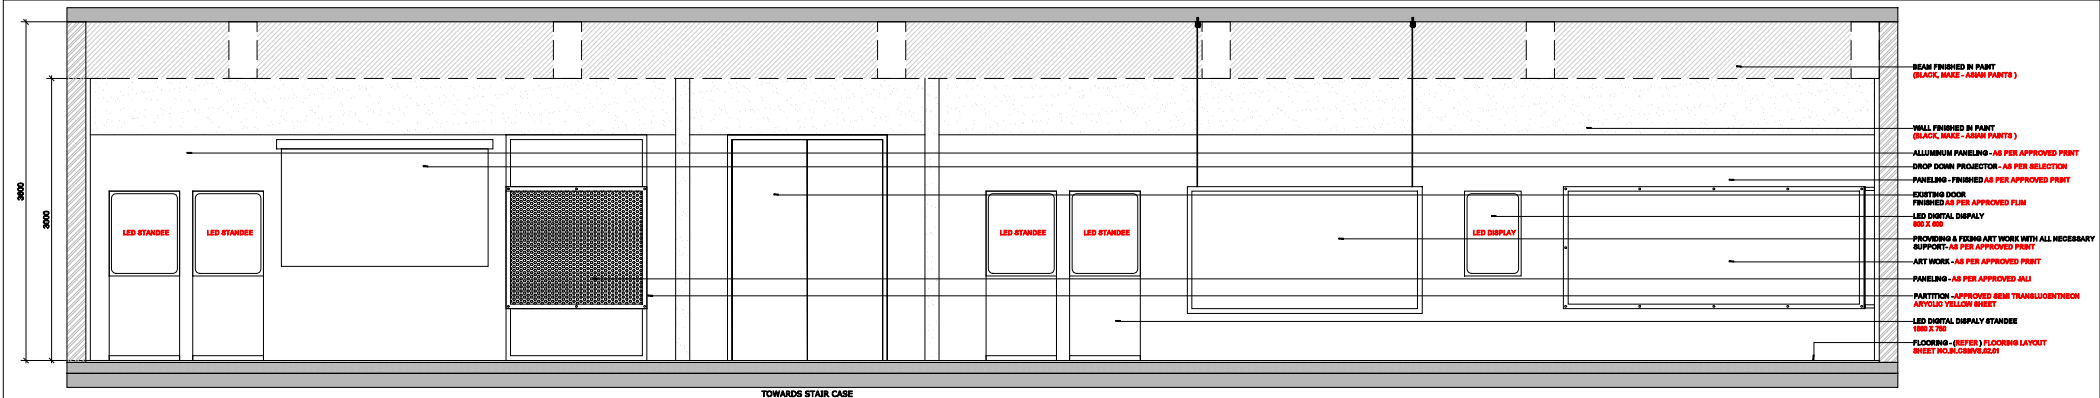 BEAM FINISHED IN PAINT
(BLACK, MAKE - ASIAN PAINTS )
3600
3000
WALL FINISHED IN PAINT
(BLACK, MAKE - ASIAN PAINTS )
ALLUMINUM PANELING - AS PER APPROVED PRINT
DROP DOWN PROJECTOR - AS PER SELECTION
PANELING - FINISHED AS PER APPROVED PRINT
EXISTING DOOR
FINISHED AS PER APPROVED FLIM
LED DIGITAL DISPALY
LED STANDEE
LED STANDEE
LED STANDEE
LED STANDEE
LED DISPLAY
PROVIDING & FIXING ART WORK WITH ALL NECESSARY
SUPPORT- AS PER APPROVED PRINT
ART WORK - AS PER APPROVED PRINT
PANELING - AS PER APPROVED JALI
PARTITION - APPROVED SEMI TRANSLUCENTNEON
ARYCLIC YELLOW SHEET
LED DIGITAL DISPALY STANDEE
FLOORING - (REFER ) FLOORING LAYOUT
TOWARDS STAIR CASE